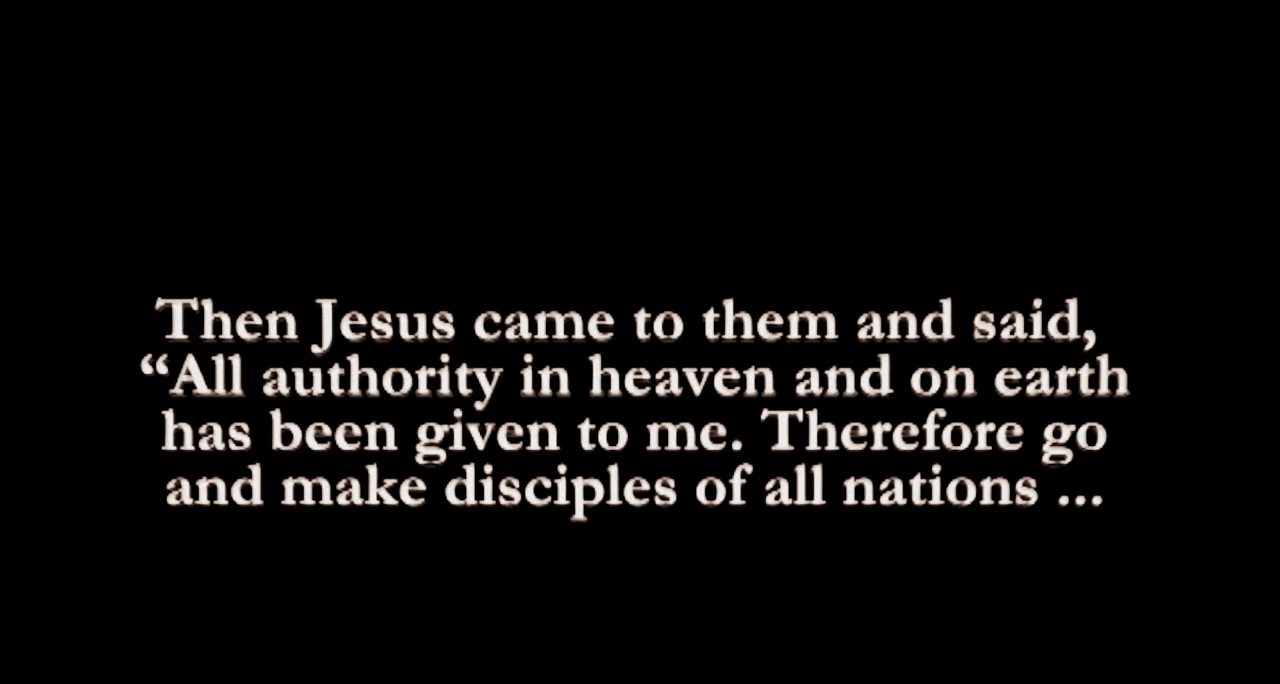 Then Jesus came to them and said,
“All authority in heaven and on earth
has been given to me. Therefore go
and make disciples of all nations ...